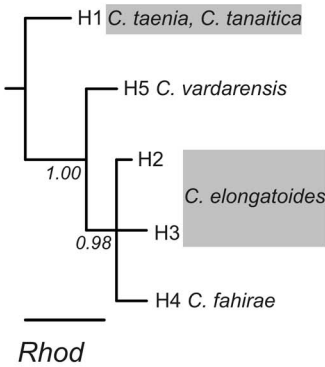 H1 C. taenia, C. tanaitica
H5 C. vardarensis
H2
1.00
C. elongatoides
H3
0.98
H4 C. fahirae
Rhod